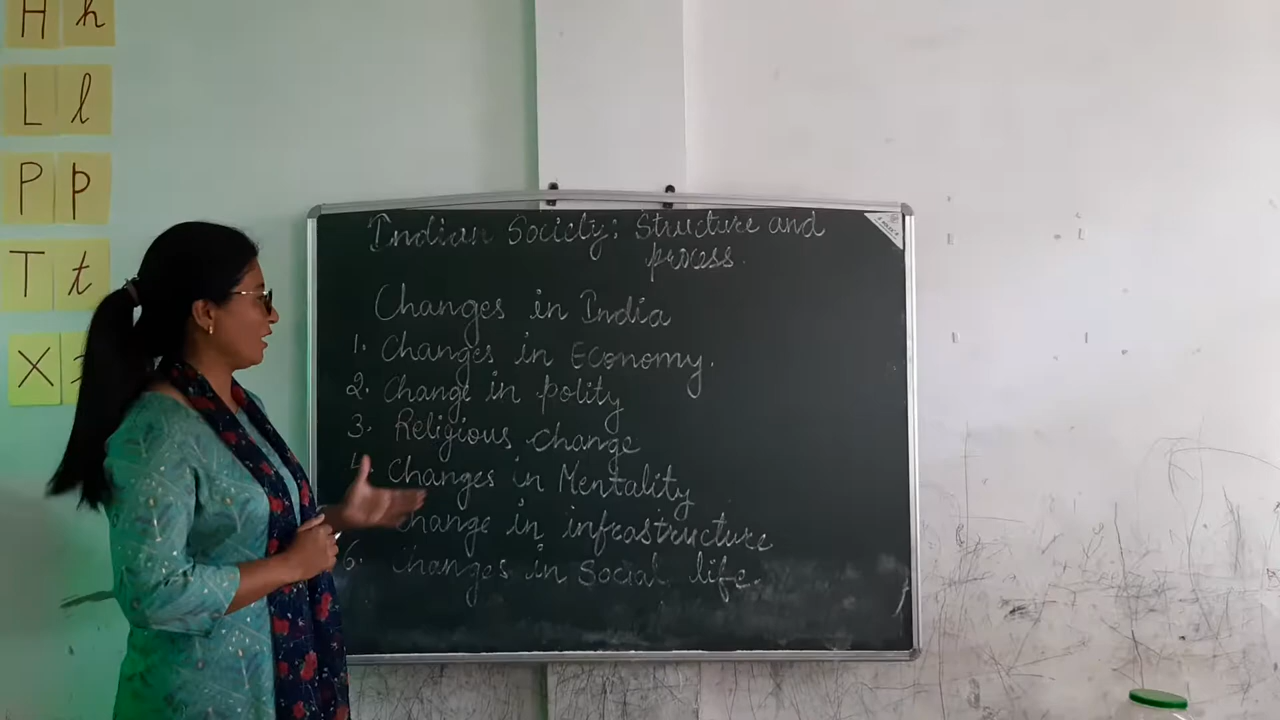 H h
L l
P p
T t
X
Indian Society: Structure and
process.
Changes in India
1. Changes in Economy.
2. Change in polity
3. Religious change
4. Changes in Mentality
change in infrastructure
6. Changes in Social life.